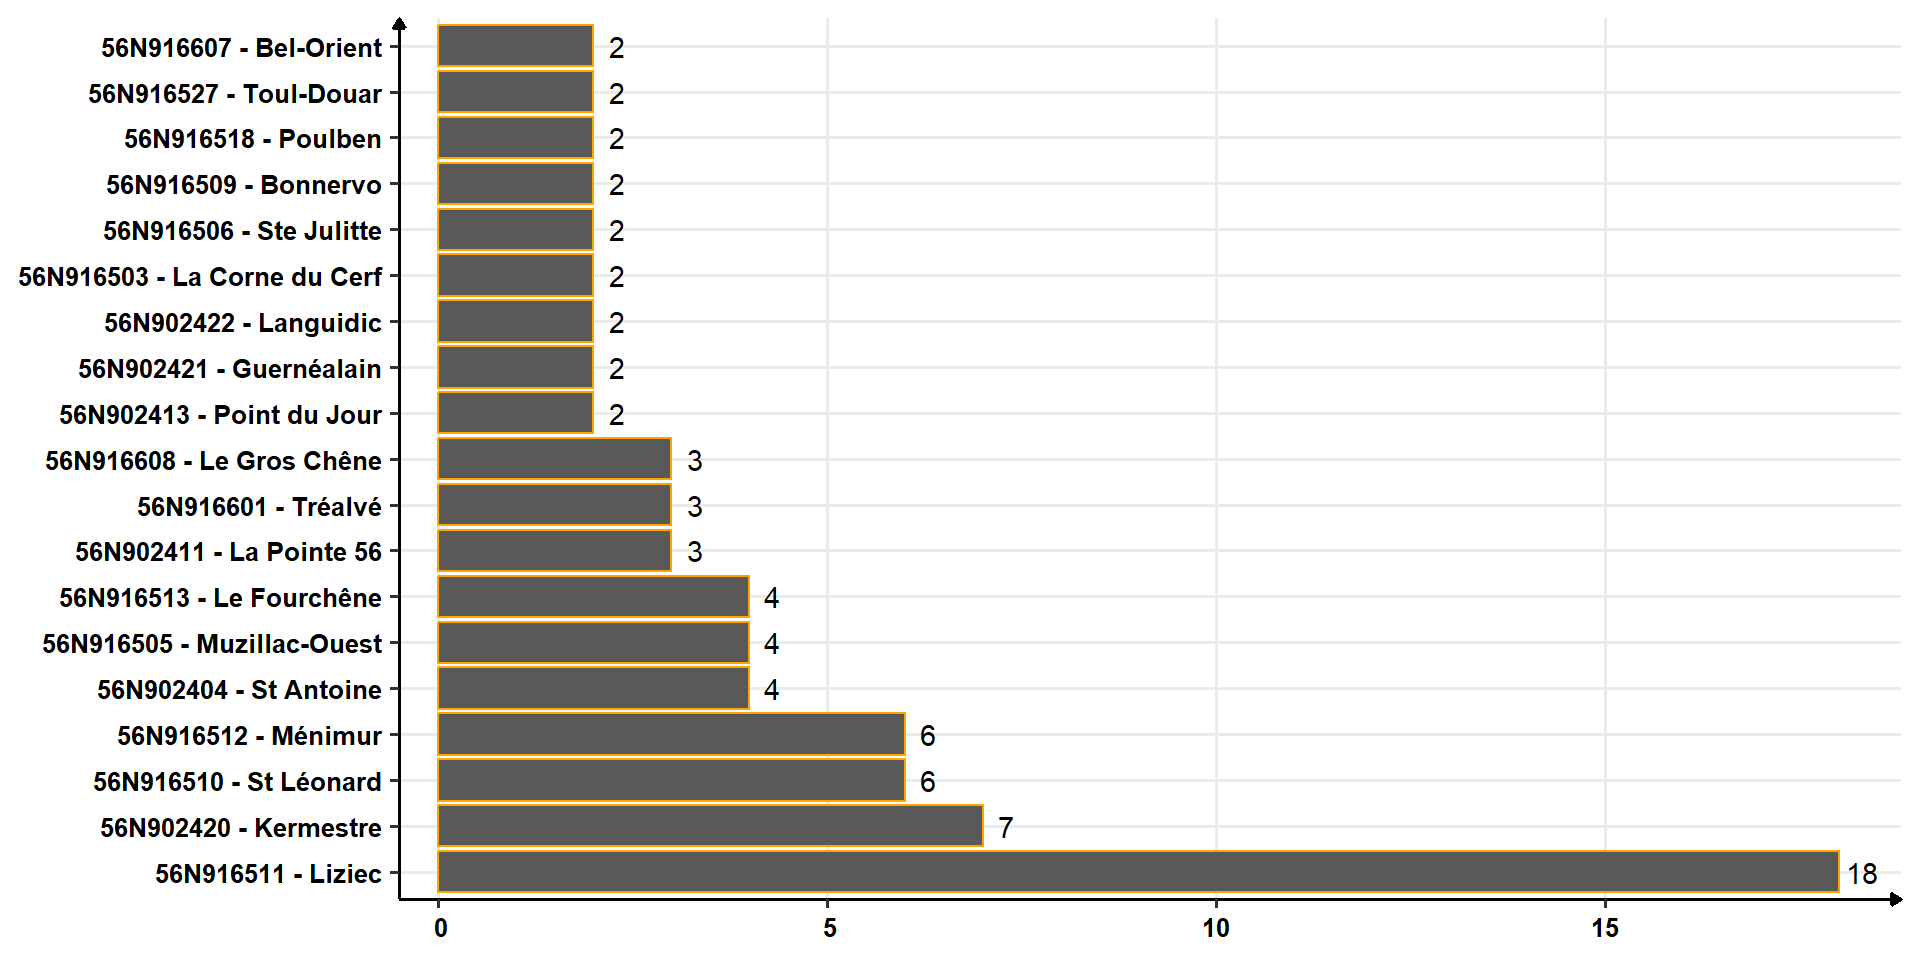 56N916607 - Bel-Orient 2
56N916527 - Toul-Douar 2
56N916518 - Poulben 2
56N916509 - Bonnervo 2
56N916506 - Ste Julitte 2
56N916503 - La Corne du Cerf 2
56N902422 - Languidic 2
56N902421 - Guernéalain 2
56N902413 - Point du Jour 2
56N916608 - Le Gros Chêne 3
56N916601 - Tréalvé 3
56N902411 - La Pointe 56 3
56N916513 - Le Fourchêne 4
56N916505 - Muzillac-Ouest 4
56N902404 - St Antoine 4
56N916512 - Ménimur 6
56N916510 - St Léonard 6
56N902420 - Kermestre 7
56N916511 - Liziec 18
0 5 10 15